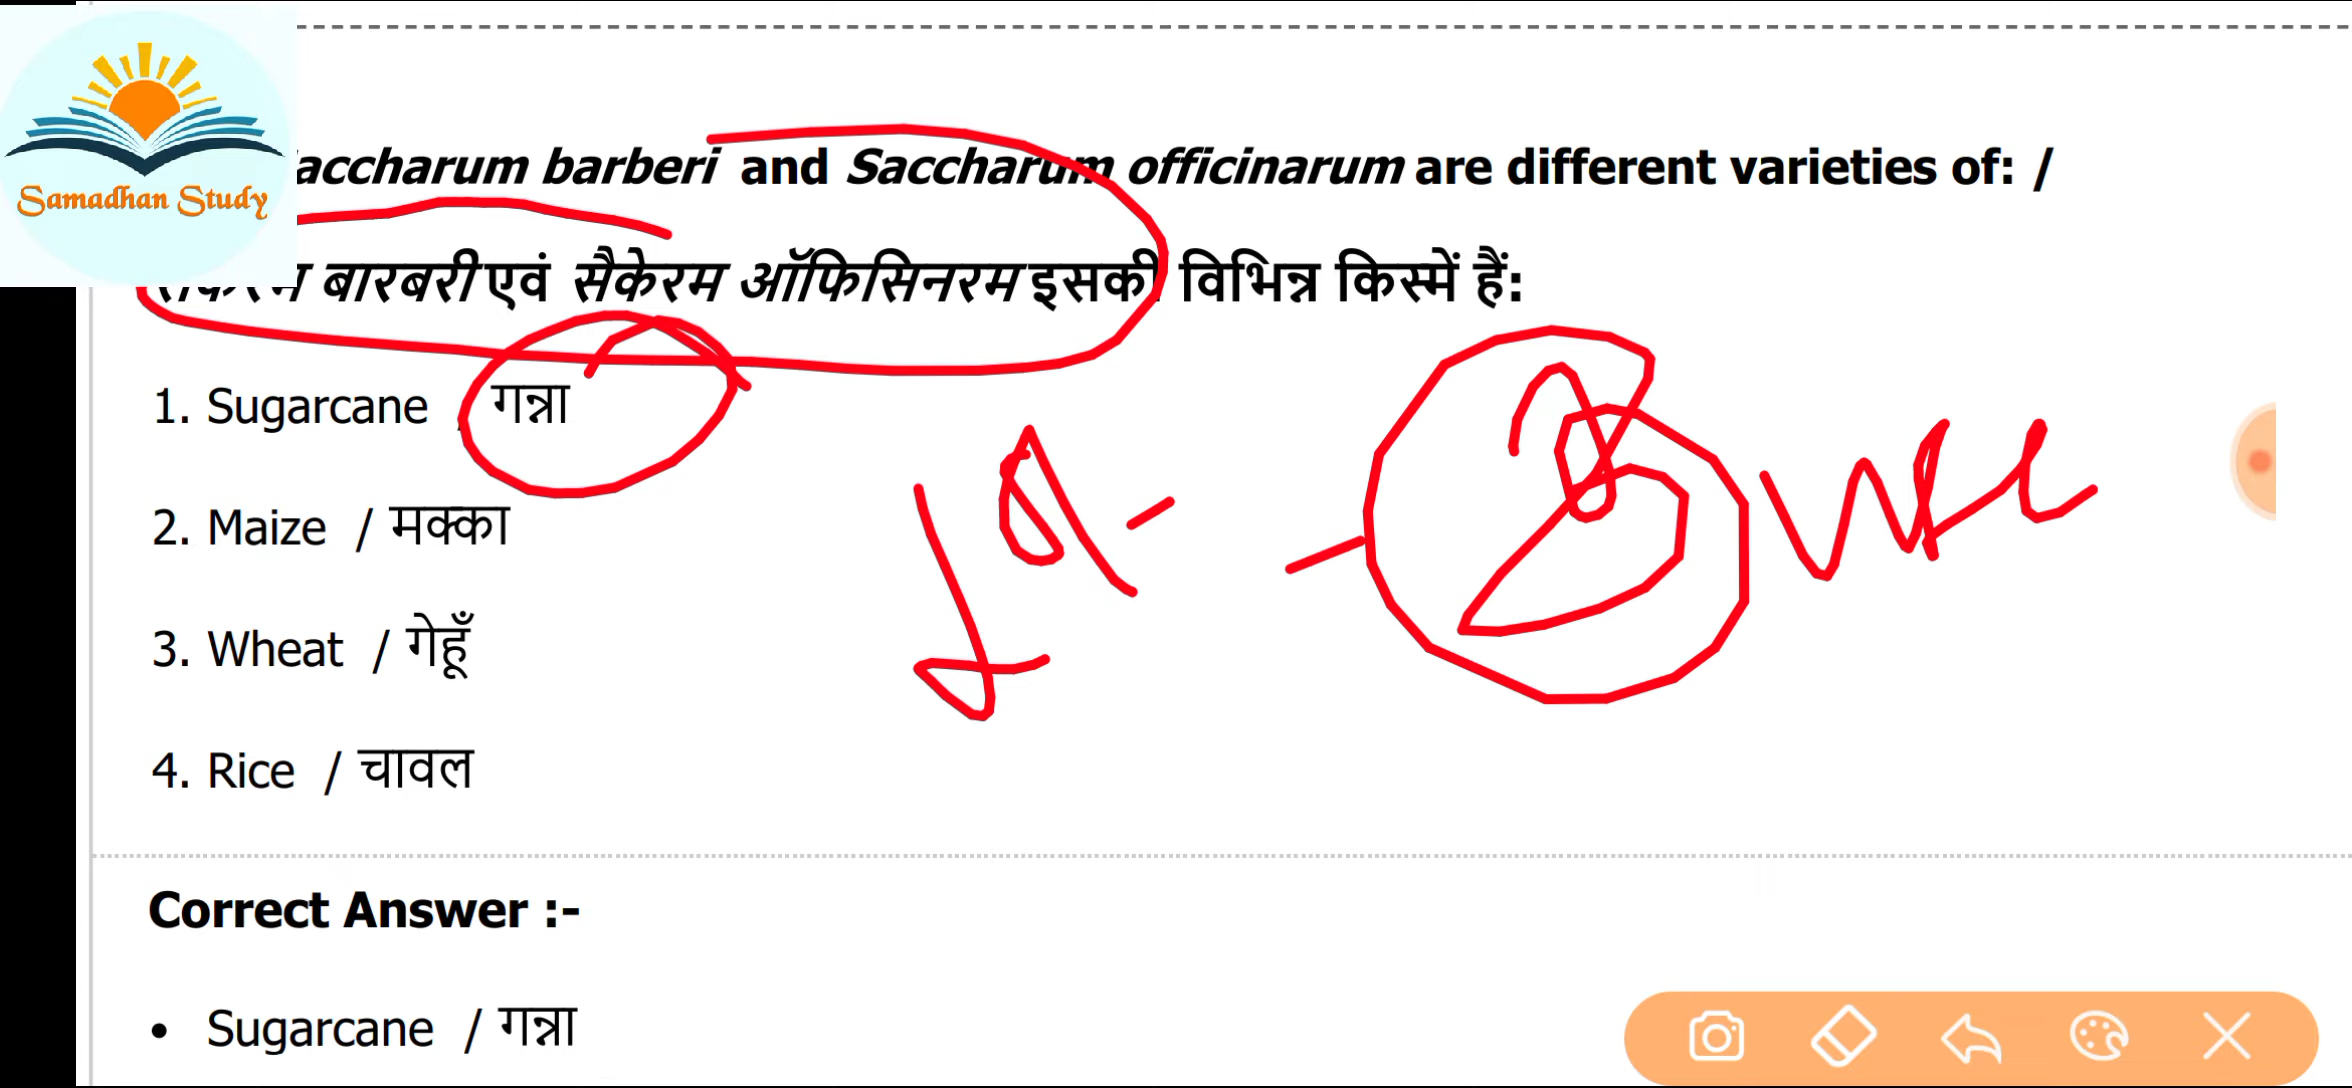 Samadhan Study
accharum barberi and Saccharum officinarum are different varieties of: /
बारबरी एवं सैकेरम ऑफिसिनरम इसकी विभिन्न किस्में हैं:
1. Sugarcane / गन्ना
2. Maize / मक्का
3. Wheat / गेहूँ
4. Rice / चावल
Correct Answer :-
• Sugarcane / गन्ना